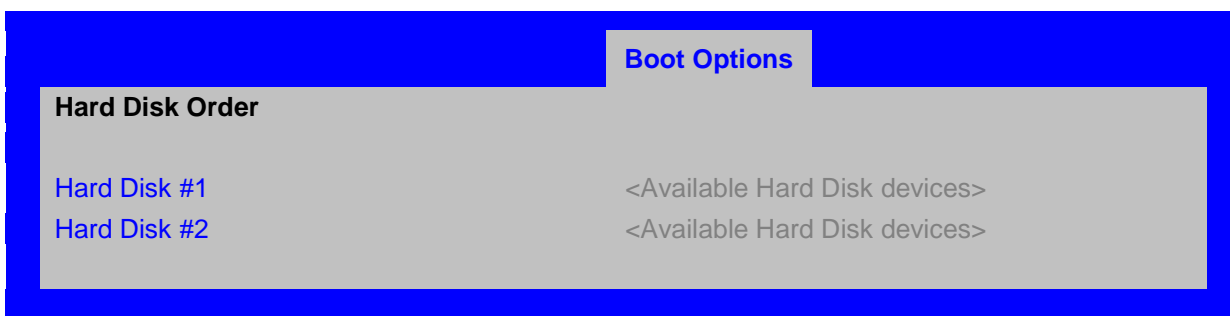 Boot Options
Hard Disk Order
Hard Disk #1 <Available Hard Disk devices>
Hard Disk #2 <Available Hard Disk devices>